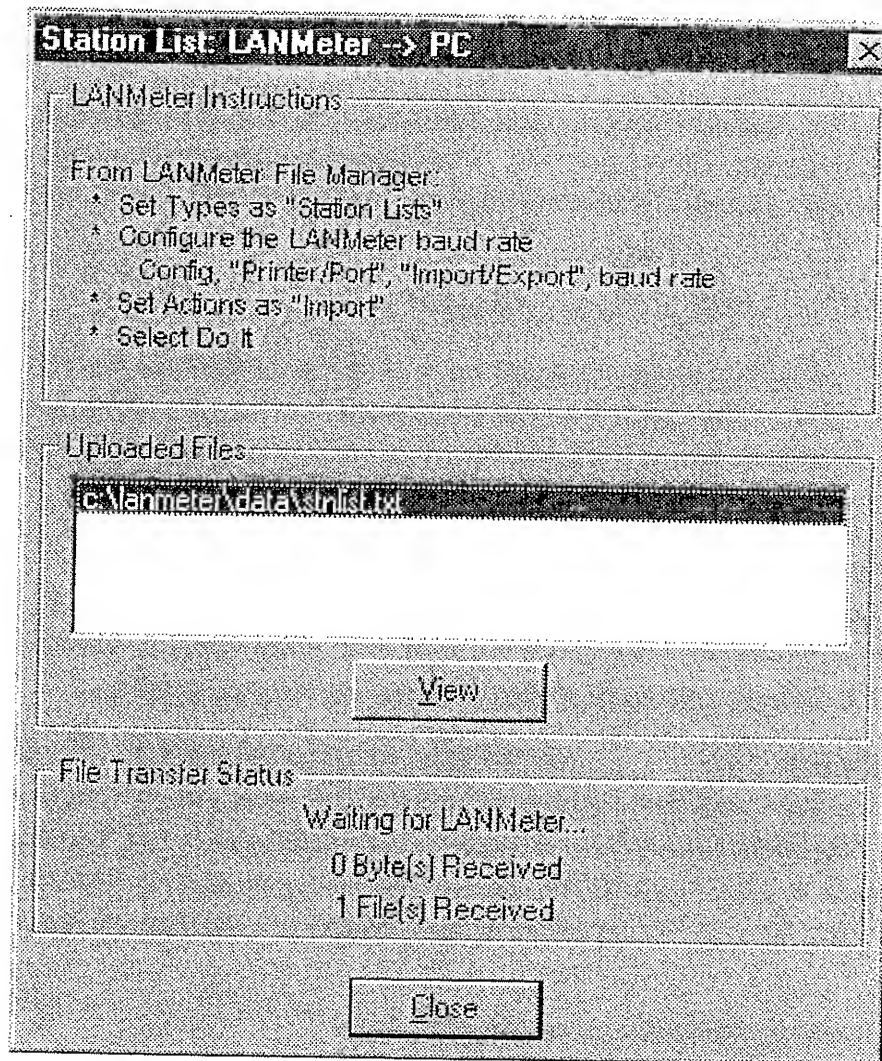 Station List: LANMeter --> PC
LANMeter Instructions
From LANMeter File Manager:
* Set Types as "Station Lists"
* Configure the LANMeter baud rate
Config, "Printer/Port", "Import/Export", baud rate
* Set Actions as "Import"
* Select Do It
Uploaded Files
c:\lanmeter\data\stnlist.txt
View
File Transfer Status
Waiting for LANMeter...
0 Byte(s) Received
1 File(s) Received
Close